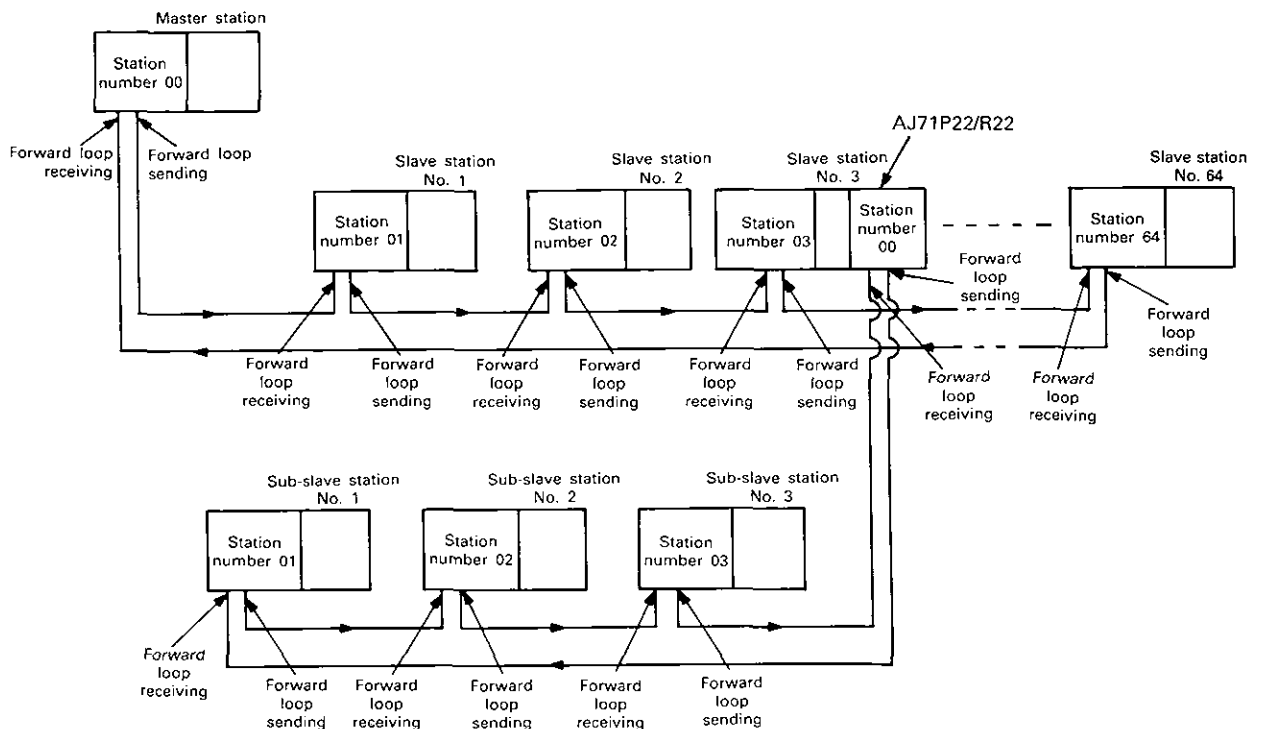 Master station
Station
number 00
Forward loop
receiving
Forward loop
sending
AJ71P22/R22
Slave station
No. 1
Slave station
No. 2
Slave station
No. 3
Slave station
No. 64
Station
number 01
Station
number 02
Station
number 03
Station
number
00
Station
number 64
Forward
loop
sending
Forward
loop
sending
Forward
loop
receiving
Forward
loop
sending
Forward
loop
receiving
Forward
loop
sending
Forward
loop
receiving
Forward
loop
sending
Forward
loop
receiving
Forward
loop
receiving
Sub-slave station
No. 1
Sub-slave station
No. 2
Sub-slave station
No. 3
Station
number 01
Station
number 02
Station
number 03
Forward
loop
receiving
Forward
loop
sending
Forward
loop
receiving
Forward
loop
sending
Forward
loop
receiving
Forward
loop
sending